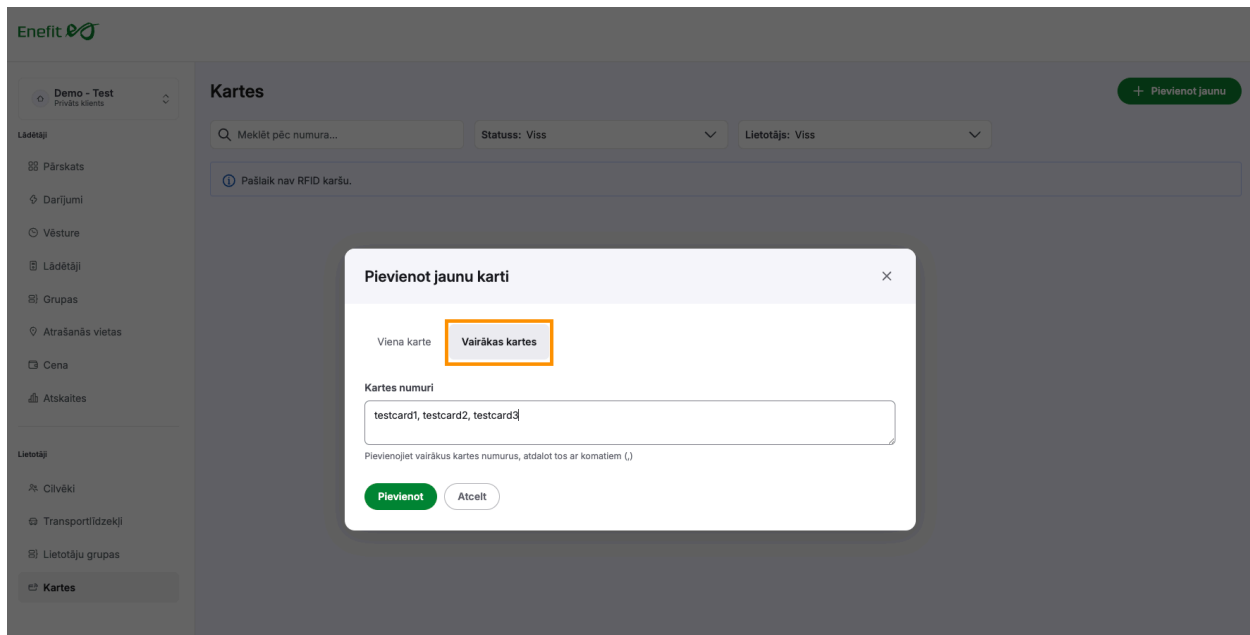 Enefit
Demo - Test
Privāts klients
Lādētāji
Pārskats
Darījumi
Vēsture
Lādētāji
Grupas
Atrašanās vietas
Cena
Atskaites
Lietotāji
Cilvēki
Transportlīdzekļi
Lietotāju grupas
Kartes
Kartes
+ Pievienot jaunu
Meklēt pēc numura...
Statuss: Viss
Lietotājs: Viss
Pašlaik nav RFID karšu.
Pievienot jaunu karti
Viena karte
Vairākas kartes
Kartes numuri
testcard1, testcard2, testcard3
Pievienojiet vairākus kartes numurus, atdalot tos ar komatiem (,)
Pievienot
Atcelt